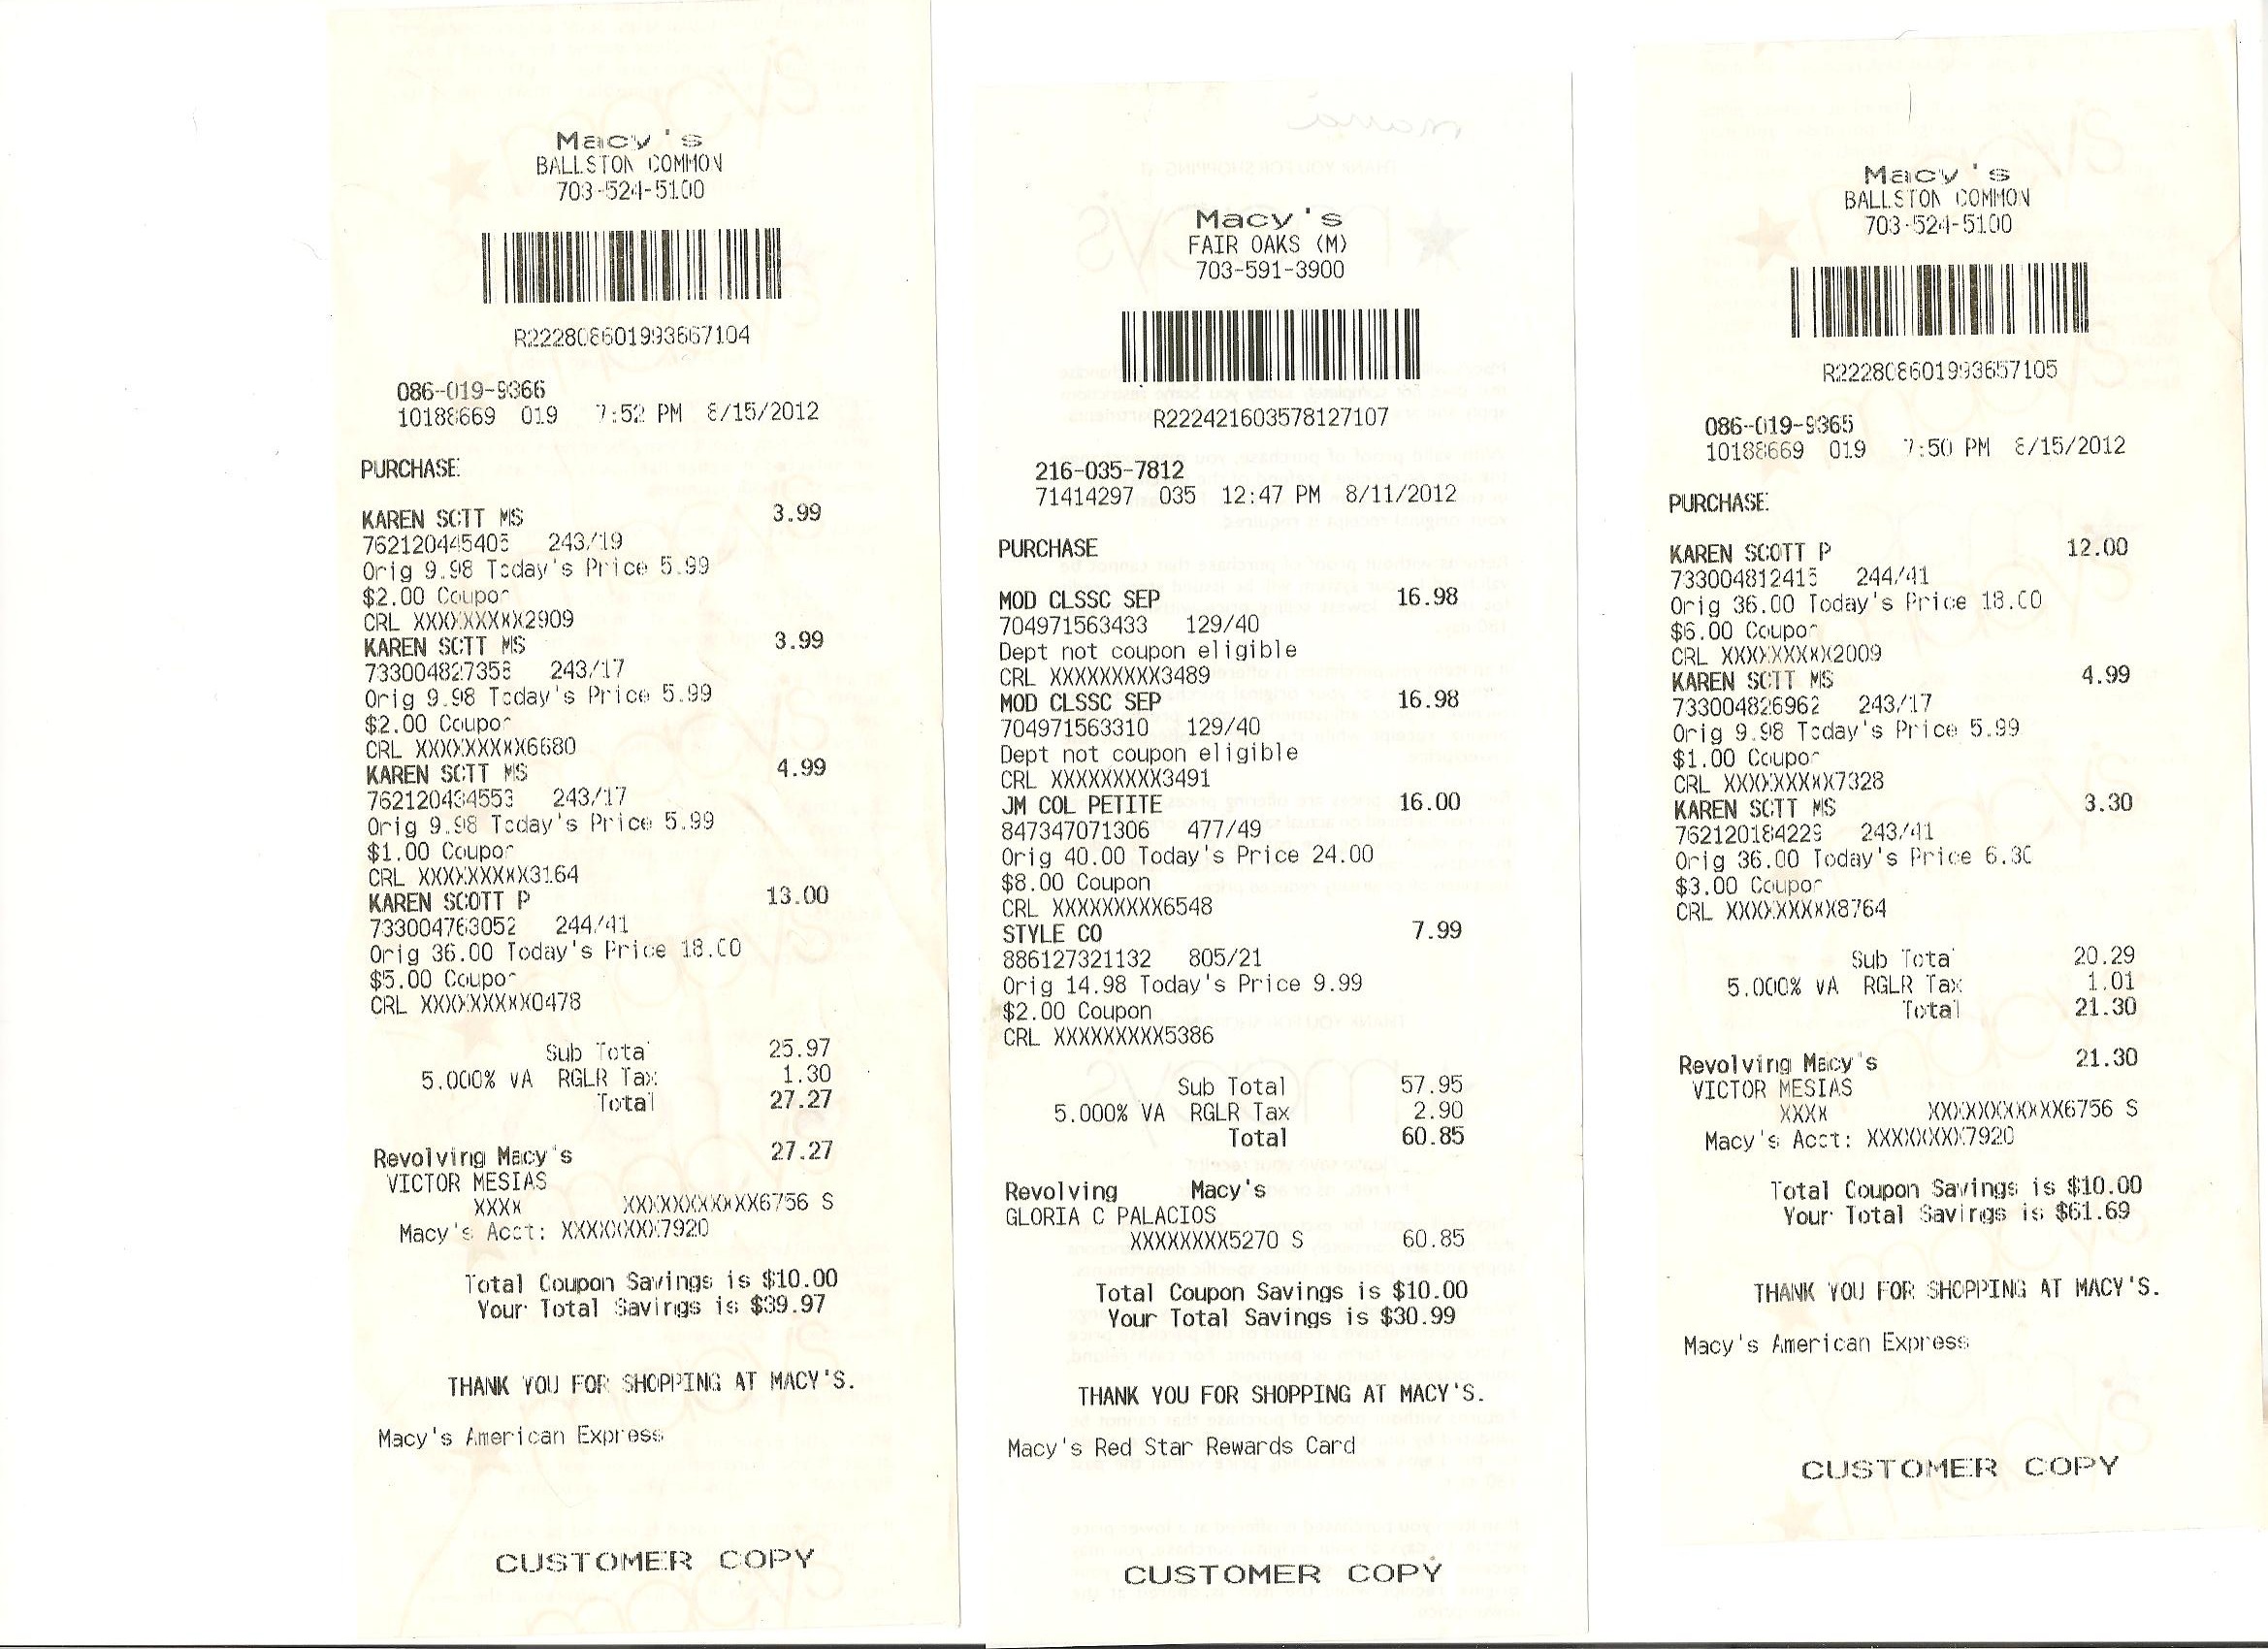 Macy's
BALLSTON COMMON
703-524-5100
R222808601993667104
086-019-9366
10188669 019 7:52 PM 8/15/2012
PURCHASE
KAREN SCTT MS 3.99
762120445405 243/19
Orig 9.98 Today's Price 5.99
$2.00 Coupon
CRL XXXXXXXXX2909
KAREN SCTT MS 3.99
733004827358 243/17
Orig 9.98 Today's Price 5.99
$2.00 Coupon
CRL XXXXXXXXX6680
KAREN SCTT MS 4.99
762120434553 243/17
Orig 9.98 Today's Price 5.99
$1.00 Coupon
CRL XXXXXXXXX3164
KAREN SCOTT P 13.00
733004763052 244/41
Orig 36.00 Today's Price 18.00
$5.00 Coupon
CRL XXXXXXXXX0478
Sub Total 25.97
5.000% VA RGLR Tax 1.30
Total 27.27
Revolving Macy's 27.27
VICTOR MESIAS
XXXX XXXXXXXXXXX6756 S
Macy's Acct: XXXXXXXX7920
Total Coupon Savings is $10.00
Your Total Savings is $39.97
THANK YOU FOR SHOPPING AT MACY'S.
Macy's American Express
CUSTOMER COPY
Macy's
FAIR OAKS (M)
703-591-3900
R222421603578127107
216-035-7812
71414297 035 12:47 PM 8/11/2012
PURCHASE
MOD CLSSC SEP 16.98
704971563433 129/40
Dept not coupon eligible
CRL XXXXXXXXX3489
MOD CLSSC SEP 16.98
704971563310 129/40
Dept not coupon eligible
CRL XXXXXXXXX3491
JM COL PETITE 16.00
847347071306 477/49
Orig 40.00 Today's Price 24.00
$8.00 Coupon
CRL XXXXXXXXX6548
STYLE CO 7.99
886127321132 805/21
Orig 14.98 Today's Price 9.99
$2.00 Coupon
CRL XXXXXXXXX5386
Sub Total 57.95
5.000% VA RGLR Tax 2.90
Total 60.85
Revolving Macy's
GLORIA C PALACIOS
XXXXXXXX5270 S 60.85
Total Coupon Savings is $10.00
Your Total Savings is $30.99
THANK YOU FOR SHOPPING AT MACY'S.
Macy's Red Star Rewards Card
CUSTOMER COPY
Macy's
BALLSTON COMMON
703-524-5100
R222808601993657105
086-019-9365
10188669 019 7:50 PM 8/15/2012
PURCHASE
KAREN SCOTT P 12.00
733004812415 244/41
Orig 36.00 Today's Price 18.00
$6.00 Coupon
CRL XXXXXXXXX2009
KAREN SCTT MS 4.99
733004826962 243/17
Orig 9.98 Today's Price 5.99
$1.00 Coupon
CRL XXXXXXXXX7328
KAREN SCTT MS 3.30
762120184229 243/41
Orig 36.00 Today's Price 6.30
$3.00 Coupon
CRL XXXXXXXXX8764
Sub Total 20.29
5.000% VA RGLR Tax 1.01
Total 21.30
Revolving Macy's 21.30
VICTOR MESIAS
XXXX XXXXXXXXXXX6756 S
Macy's Acct: XXXXXXXX7920
Total Coupon Savings is $10.00
Your Total Savings is $61.69
THANK YOU FOR SHOPPING AT MACY'S.
Macy's American Express
CUSTOMER COPY